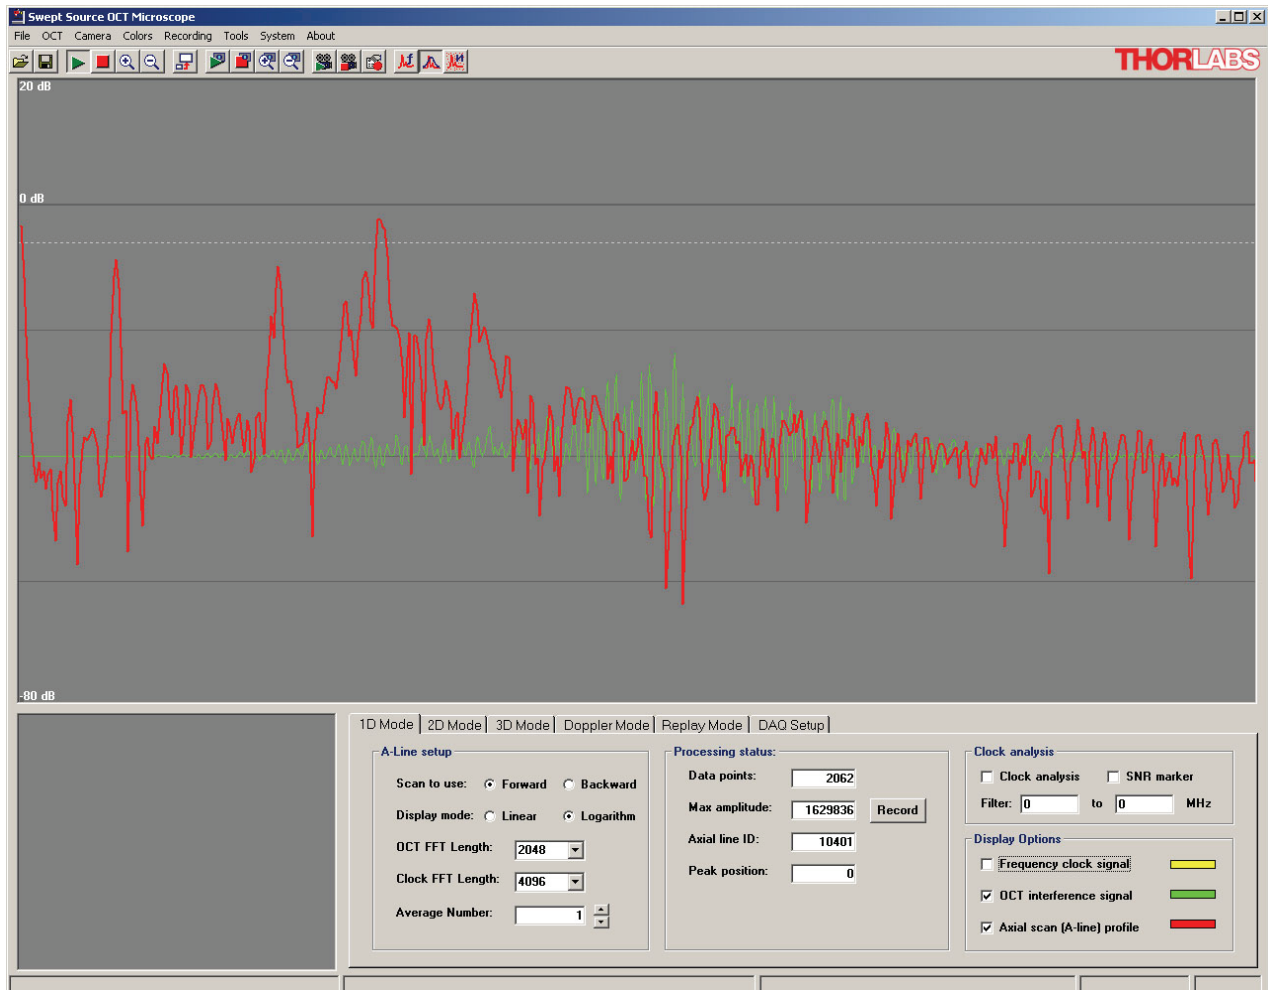 Swept Source OCT Microscope
File OCT Camera Colors Recording Tools System About
THORLABS
20 dB
0 dB
-80 dB
1D Mode 2D Mode 3D Mode Doppler Mode Replay Mode DAQ Setup
A-Line setup
Scan to use: Forward Backward
Display mode: Linear Logarithm
OCT FFT Length: 2048
Clock FFT Length: 4096
Average Number: 1
Processing status:
Data points: 2062
Max amplitude: 1629836 Record
Axial line ID: 10401
Peak position: 0
Clock analysis
Clock analysis SNR marker
Filter: 0 to 0 MHz
Display Options
Frequency clock signal
OCT interference signal
Axial scan (A-line) profile